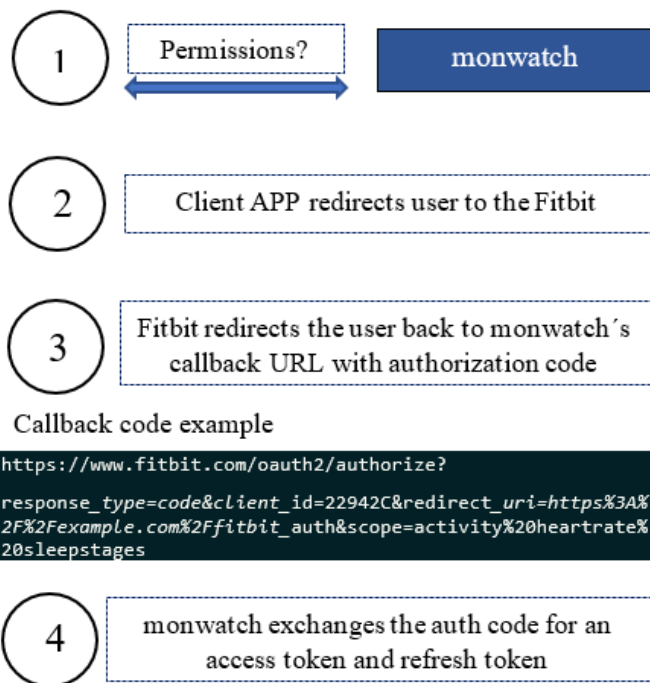 1
Permissions?
monwatch
2
Client APP redirects user to the Fitbit
3
Fitbit redirects the user back to monwatch´s
callback URL with authorization code
Callback code example
https://www.fitbit.com/oauth2/authorize?
response_type=code&client_id=22942C&redirect_uri=https%3A%
2F%2Fexample.com%2Ffitbit_auth&scope=activity%20heartrate%
20sleepstages
4
monwatch exchanges the auth code for an
access token and refresh token